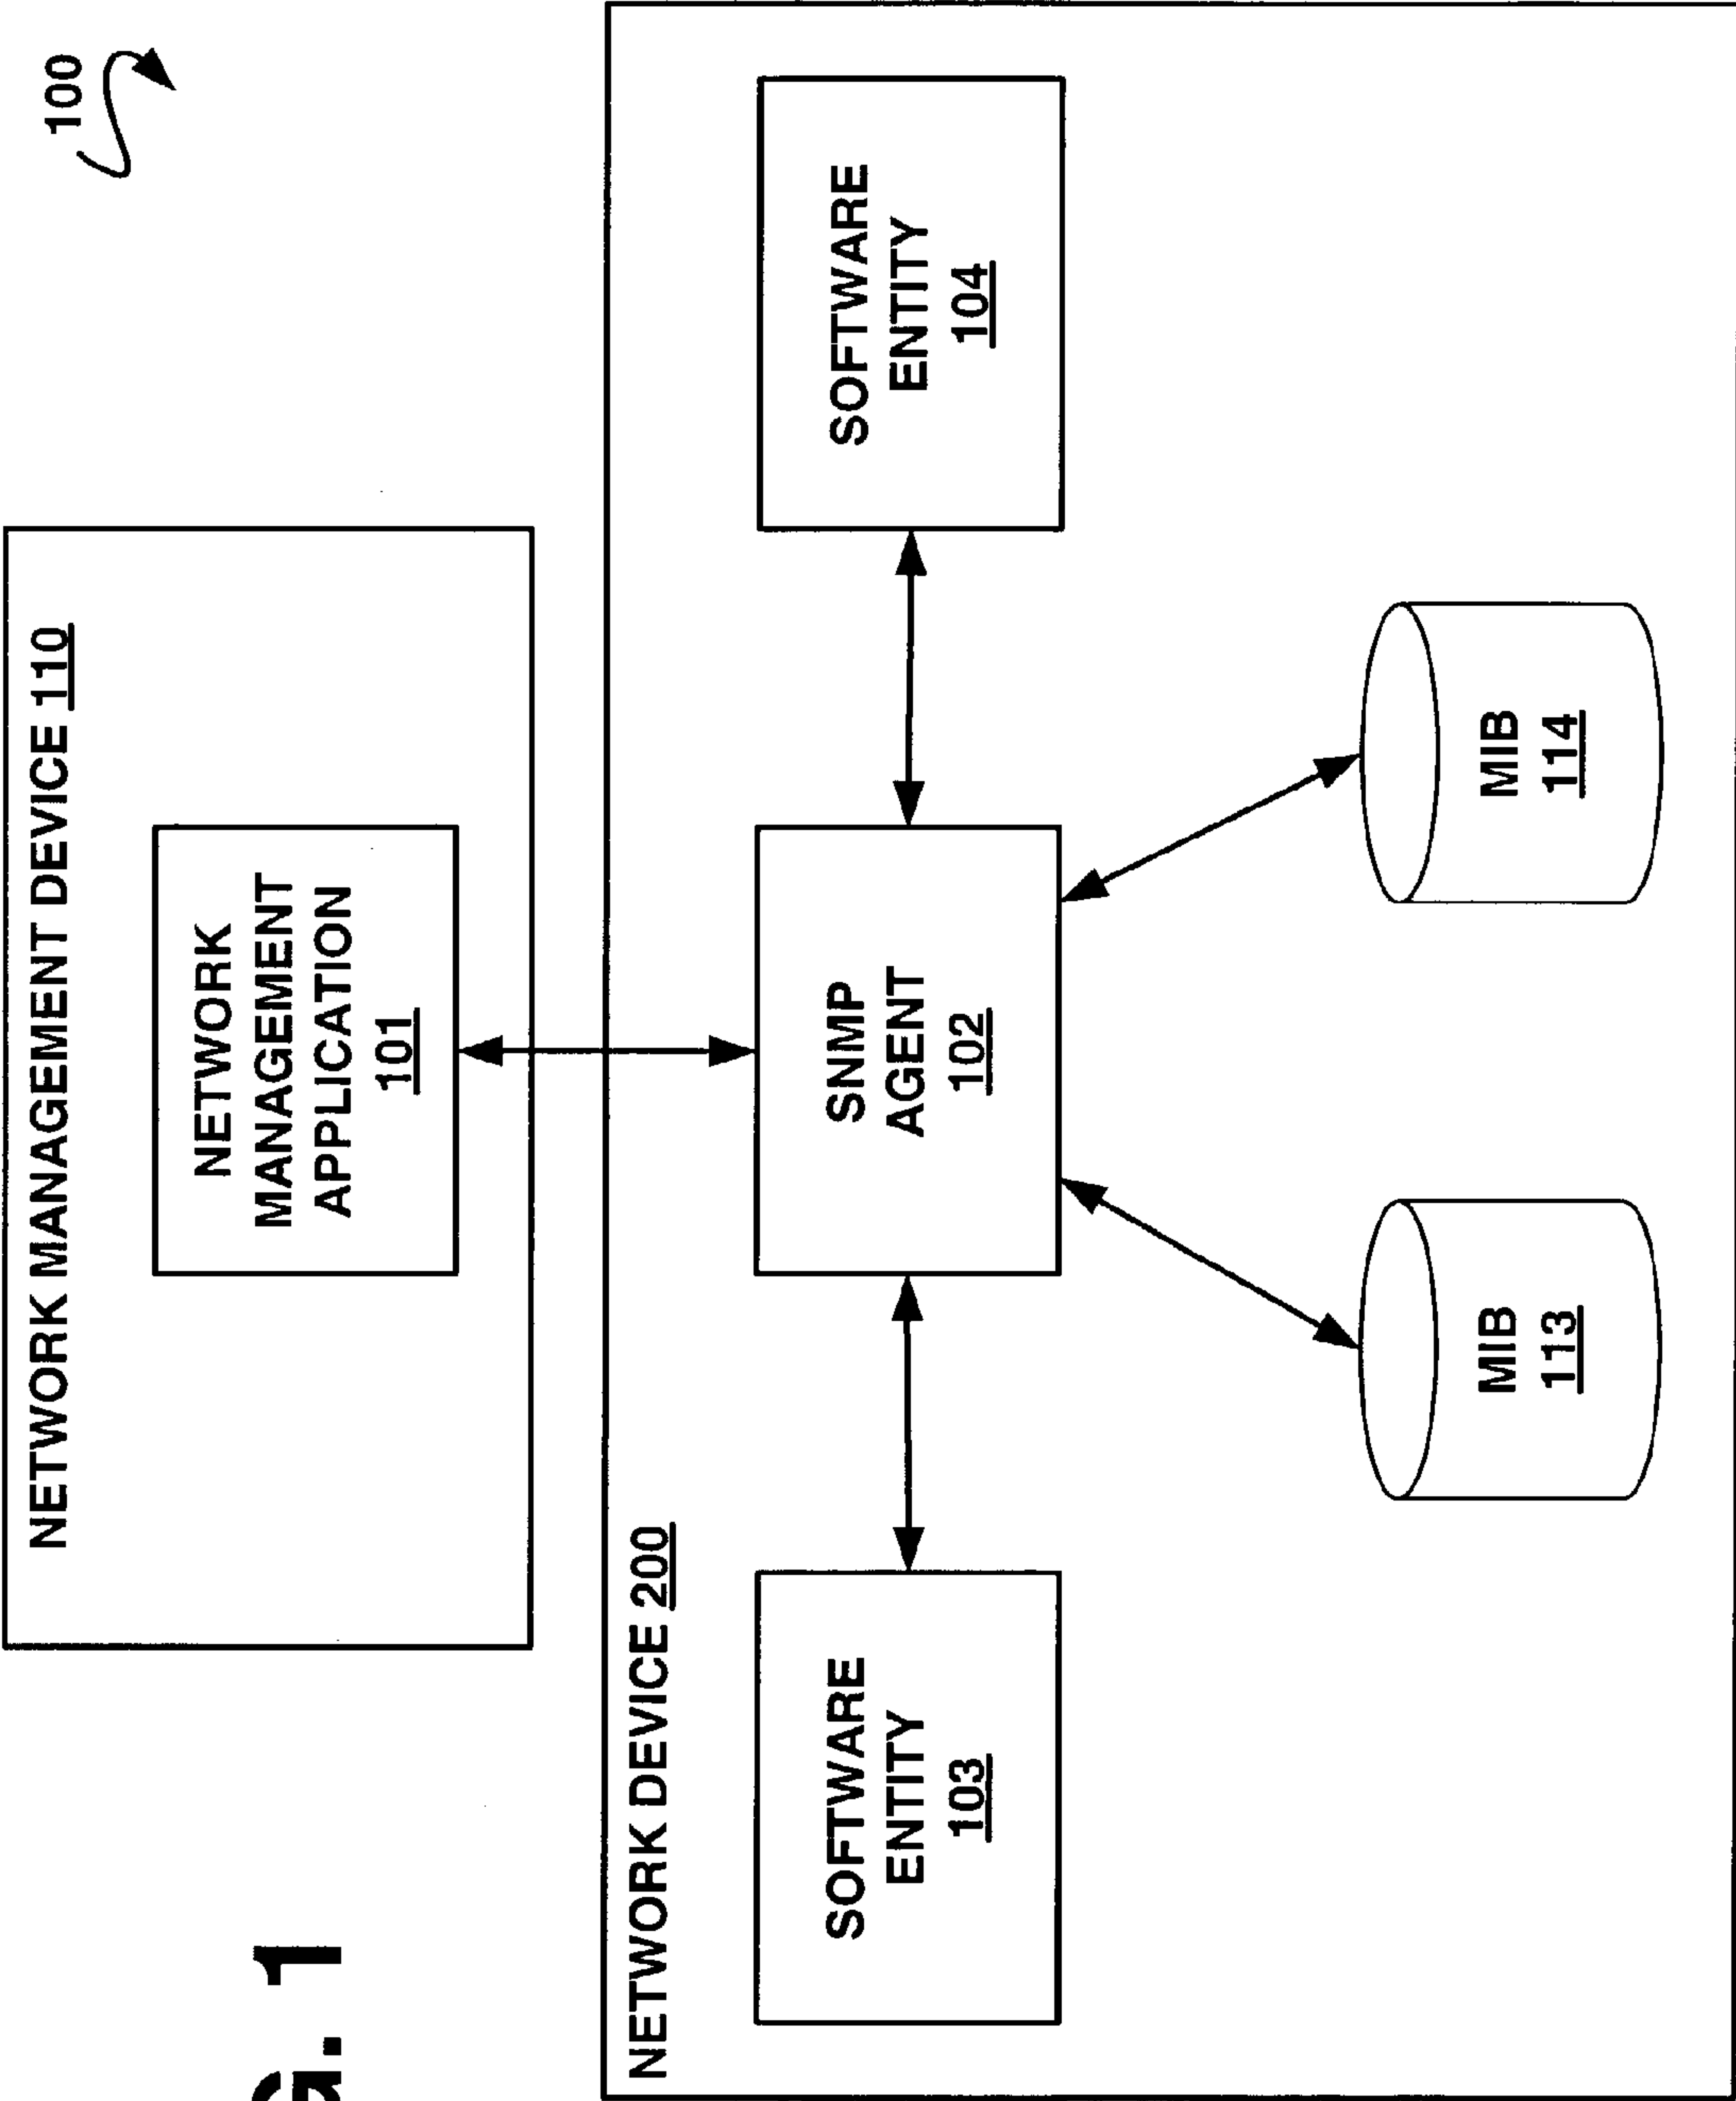 100
NETWORK MANAGEMENT DEVICE 110
NETWORK
MANAGEMENT
APPLICATION
101
G. 1
NETWORK DEVICE 200
SOFTWARE
ENTITY
103
SNMP
AGENT
102
SOFTWARE
ENTITY
104
MIB
113
MIB
114